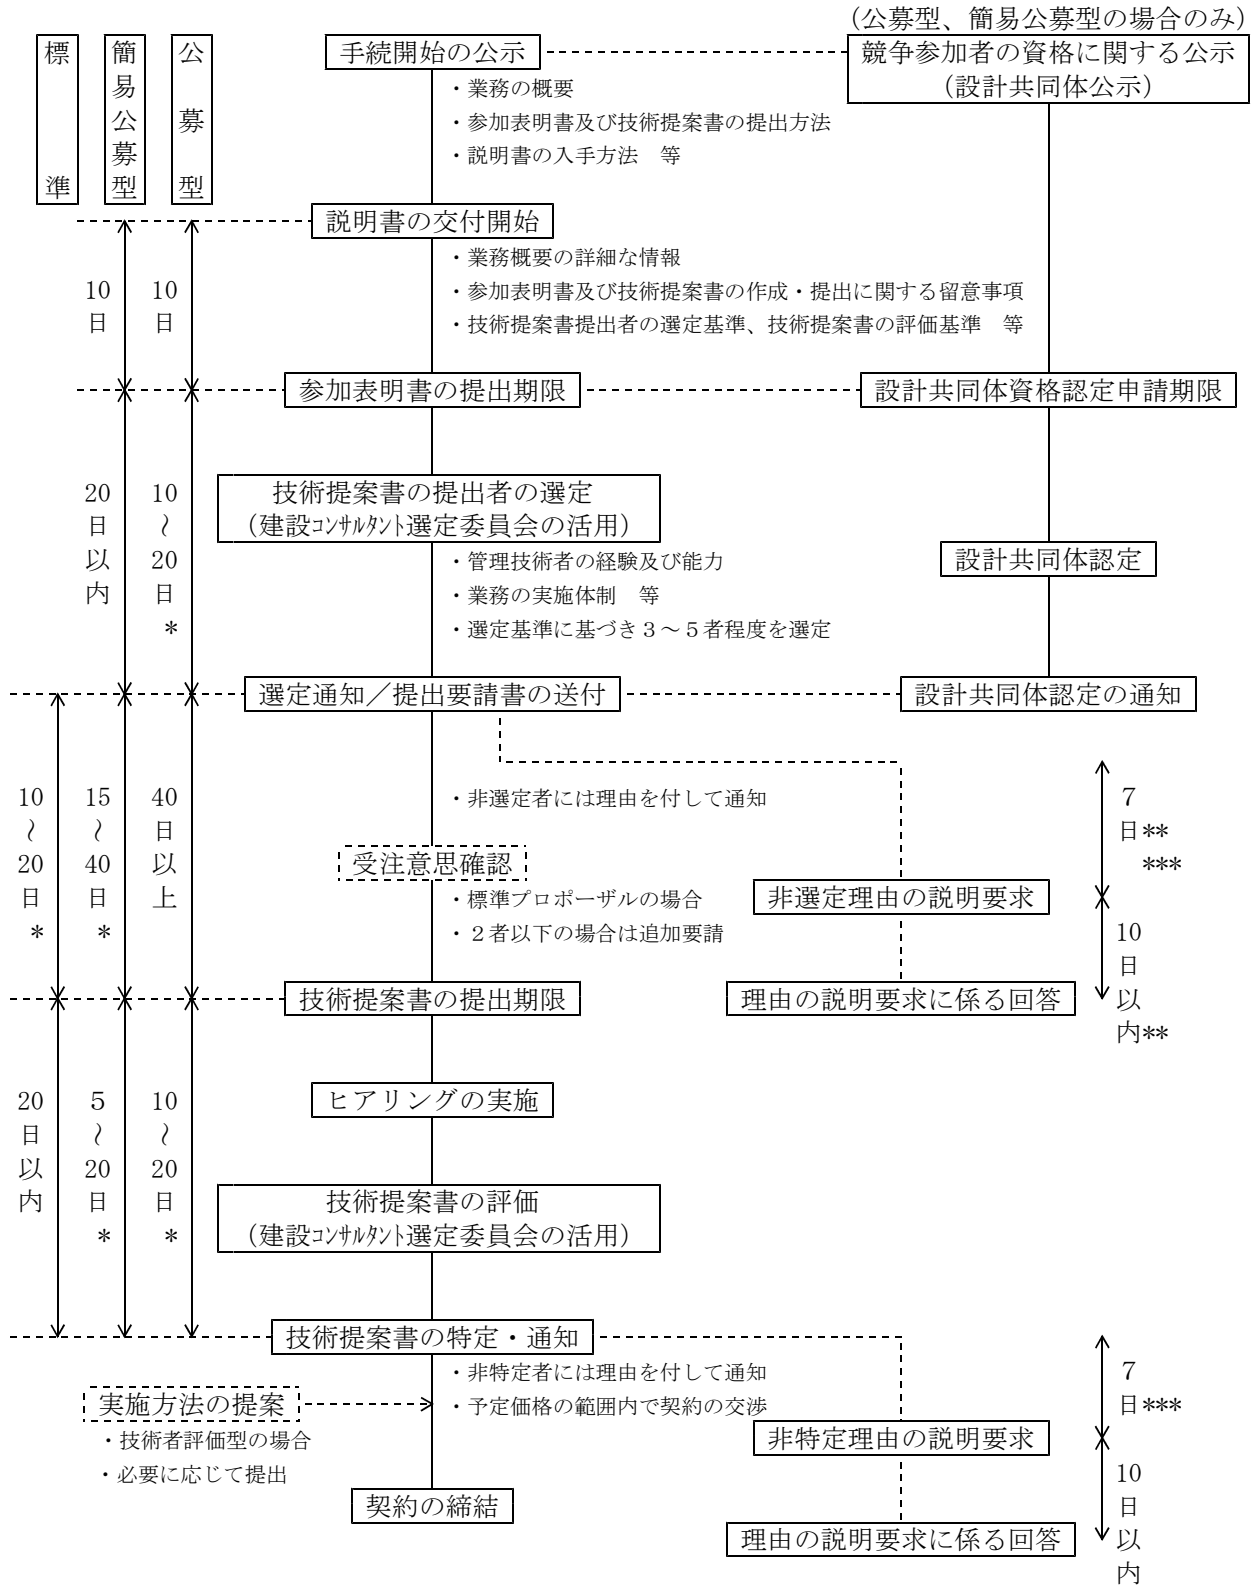 （公募型、簡易公募型の場合のみ）
標準
簡易公募型
公募型
手続開始の公示
競争参加者の資格に関する公示
（設計共同体公示）
・業務の概要
・参加表明書及び技術提案書の提出方法
・説明書の入手方法　等
説明書の交付開始
・業務概要の詳細な情報
・参加表明書及び技術提案書の作成・提出に関する留意事項
・技術提案書提出者の選定基準、技術提案書の評価基準　等
10日
10日
参加表明書の提出期限
設計共同体資格認定申請期限
20日以内
10～20日*
技術提案書の提出者の選定
（建設ｺﾝｻﾙﾀﾝﾄ選定委員会の活用）
・管理技術者の経験及び能力
・業務の実施体制　等
・選定基準に基づき３～５者程度を選定
設計共同体認定
選定通知／提出要請書の送付
設計共同体認定の通知
10～20日*
15～40日*
40日以上
・非選定者には理由を付して通知
受注意思確認
・標準プロポーザルの場合
・２者以下の場合は追加要請
７日**
***
非選定理由の説明要求
10日以内**
技術提案書の提出期限
理由の説明要求に係る回答
20日以内
５～20日*
10～20日*
ヒアリングの実施
技術提案書の評価
（建設ｺﾝｻﾙﾀﾝﾄ選定委員会の活用）
技術提案書の特定・通知
・非特定者には理由を付して通知
・予定価格の範囲内で契約の交渉
実施方法の提案
・技術者評価型の場合
・必要に応じて提出
７日***
非特定理由の説明要求
10日以内
契約の締結
理由の説明要求に係る回答